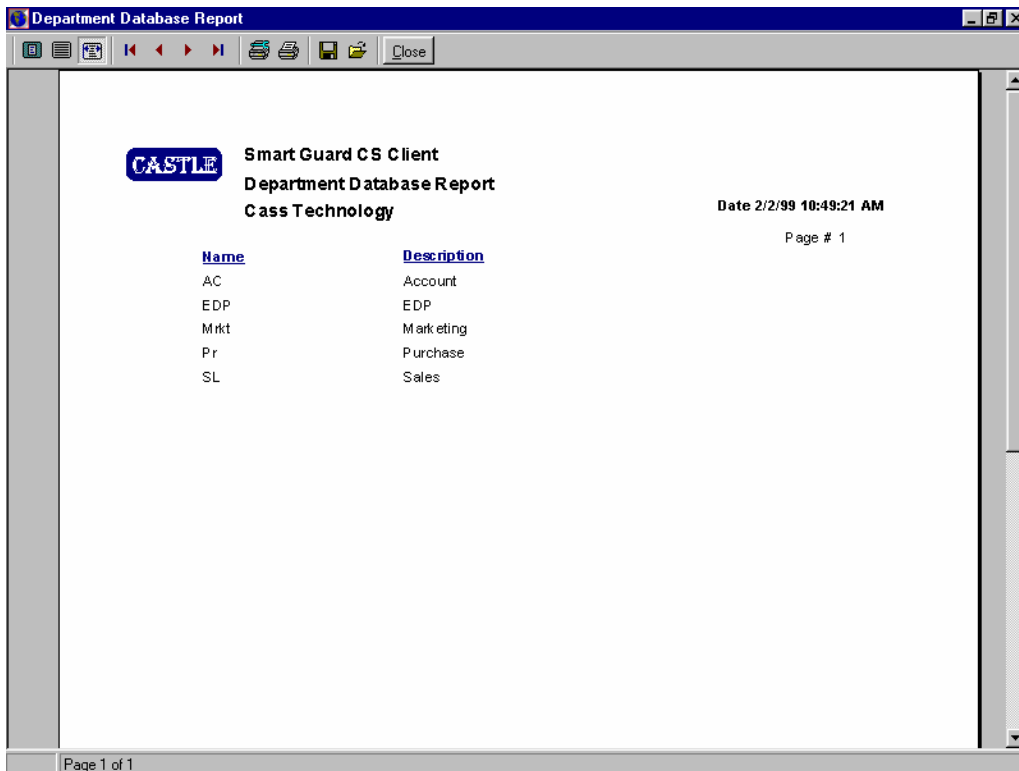 Department Database Report
Close
CASTLE
Smart Guard CS Client
Department Database Report
Cass Technology
Date 2/2/99 10:49:21 AM
Page # 1
Name Description
AC Account
EDP EDP
Mrkt Marketing
Pr Purchase
SL Sales
Page 1 of 1